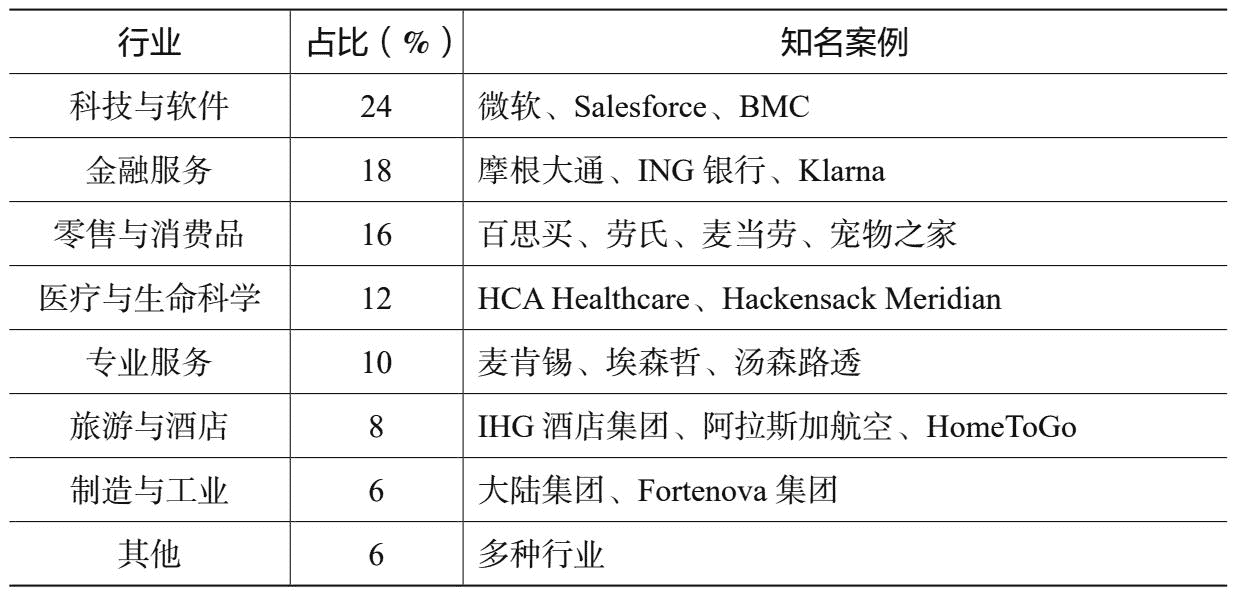 行业 占比（%） 知名案例
科技与软件 24 微软、Salesforce、BMC
金融服务 18 摩根大通、ING 银行、Klarna
零售与消费品 16 百思买、劳氏、麦当劳、宠物之家
医疗与生命科学 12 HCA Healthcare、Hackensack Meridian
专业服务 10 麦肯锡、埃森哲、汤森路透
旅游与酒店 8 IHG 酒店集团、阿拉斯加航空、HomeToGo
制造与工业 6 大陆集团、Fortenova 集团
其他 6 多种行业